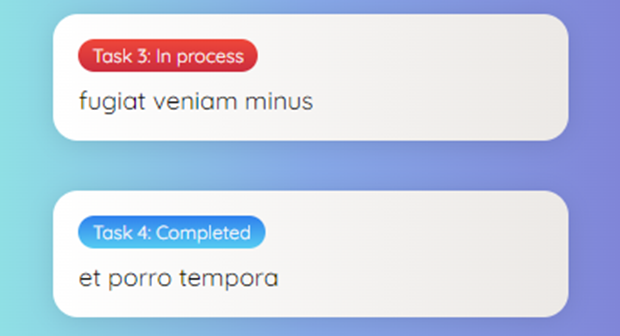 Task 3: In process
fugiat veniam minus
Task 4: Completed
et porro tempora